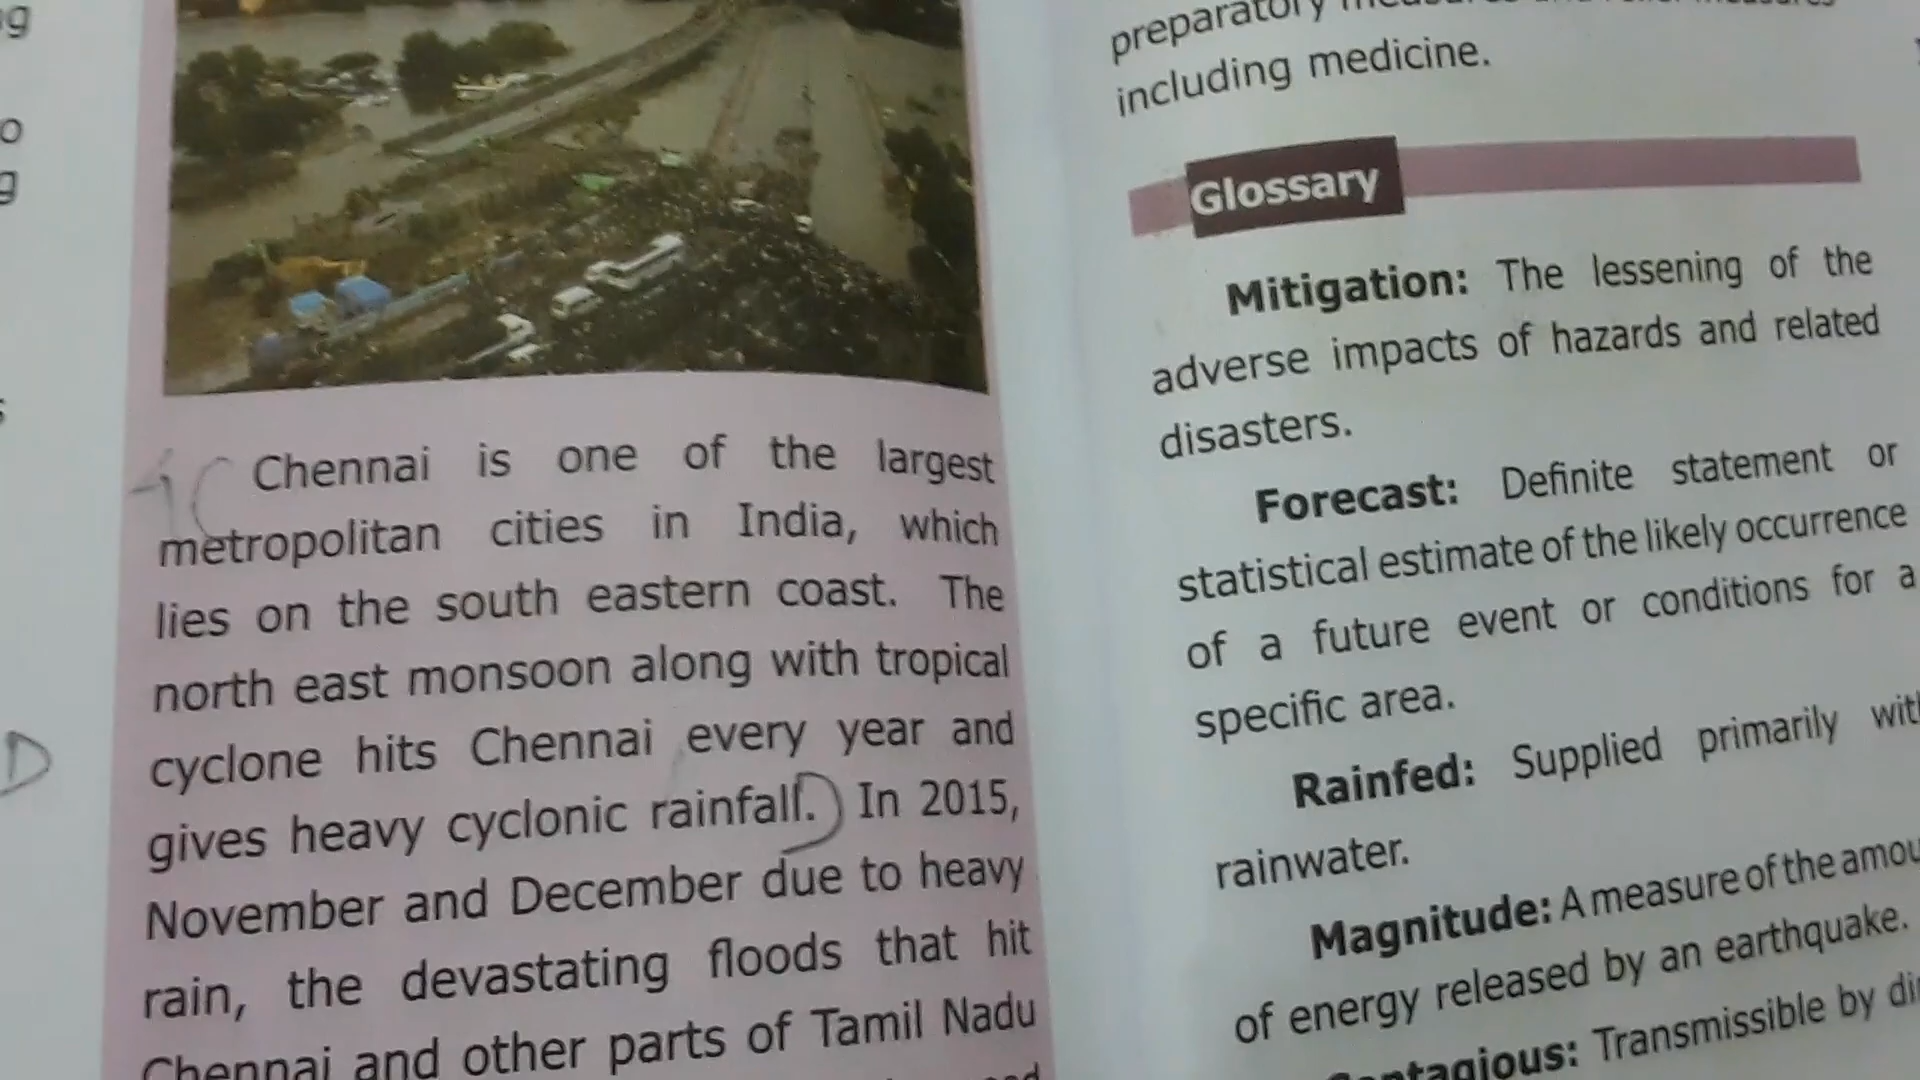 Chennai is one of the largest
metropolitan cities in India, which
lies on the south eastern coast. The
north east monsoon along with tropical
cyclone hits Chennai every year and
gives heavy cyclonic rainfall. In 2015,
November and December due to heavy
rain, the devastating floods that hit
Chennai and other parts of Tamil Nadu
preparatory measures
including medicine.
Glossary
Mitigation: The lessening of the
adverse impacts of hazards and related
disasters.
Forecast: Definite statement or
statistical estimate of the likely occurrence
of a future event or conditions for a
specific area.
Rainfed: Supplied primarily
rainwater.
Magnitude: A measure of the
of energy released by an earthquake.
Transmissible by